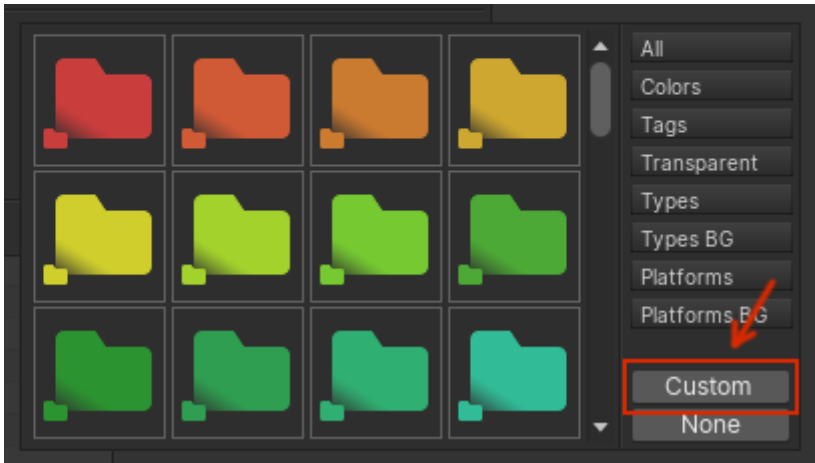 All
Colors
Tags
Transparent
Types
Types BG
Platforms
Platforms BG
Custom
None